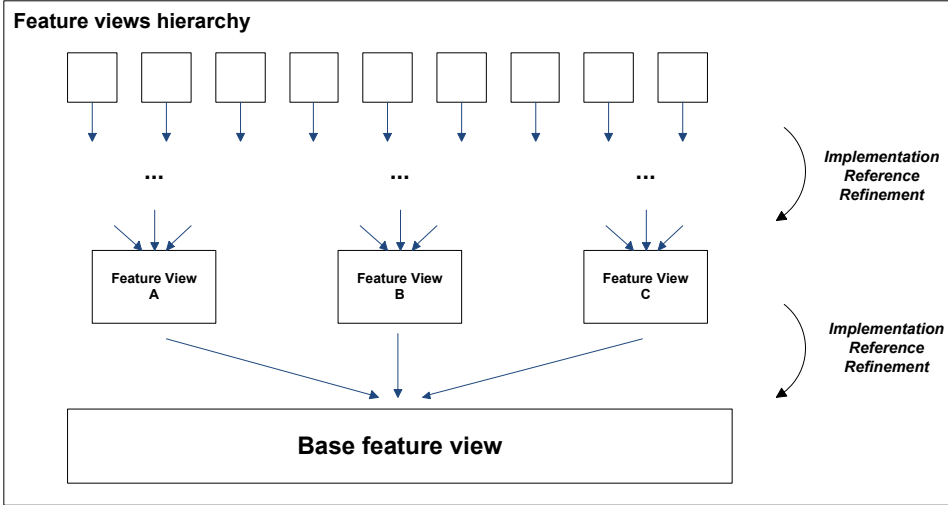 Feature views hierarchy
... ... ...
Implementation
Reference
Refinement
Feature View
A
Feature View
B
Feature View
C
Implementation
Reference
Refinement
Base feature view